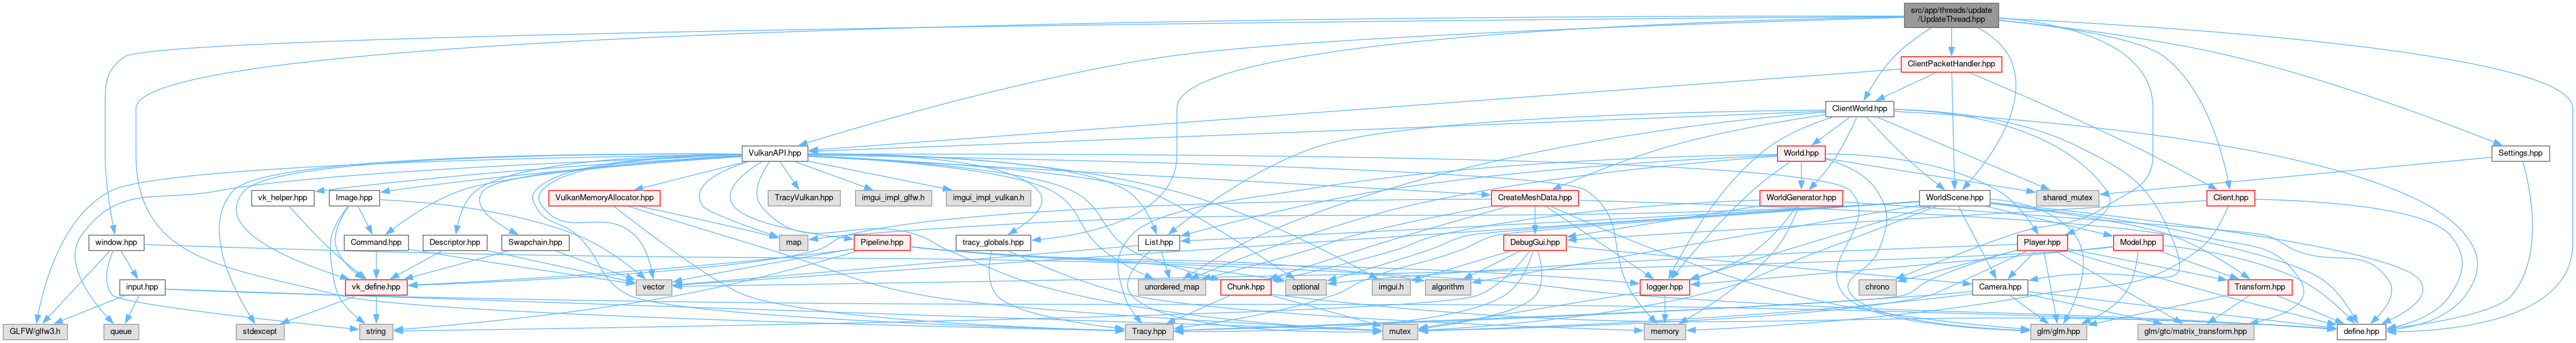 src/app/threads/update
/UpdateThread.hpp
ClientPacketHandler.hpp
ClientWorld.hpp
VulkanAPI.hpp
World.hpp
Settings.hpp
vk_helper.hpp
Image.hpp
VulkanMemoryAllocator.hpp
TracyVulkan.hpp
imgui_impl_glfw.h
imgui_impl_vulkan.h
CreateMeshData.hpp
WorldGenerator.hpp
WorldScene.hpp
shared_mutex
Client.hpp
window.hpp
Command.hpp
Descriptor.hpp
Swapchain.hpp
map
Pipeline.hpp
tracy_globals.hpp
List.hpp
DebugGui.hpp
Player.hpp
Model.hpp
input.hpp
vk_define.hpp
vector
unordered_map
Chunk.hpp
optional
imgui.h
algorithm
logger.hpp
chrono
Camera.hpp
Transform.hpp
GLFW/glfw3.h
queue
stdexcept
string
Tracy.hpp
mutex
memory
glm/glm.hpp
glm/gtc/matrix_transform.hpp
define.hpp